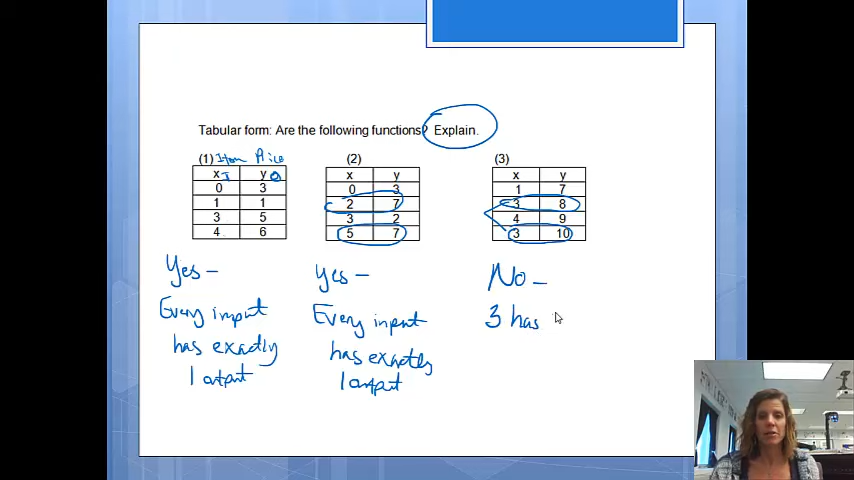 Tabular form: Are the following functions? Explain.
(1) Item Price
x I y O
0 3
1 1
3 5
4 6
Yes –
Every input
has exactly
1 output
(2)
x y
0 3
2 7
3 2
5 7
yes –
Every input
has exactly
1 output
(3)
x y
1 7
3 8
4 9
3 10
No –
3 has